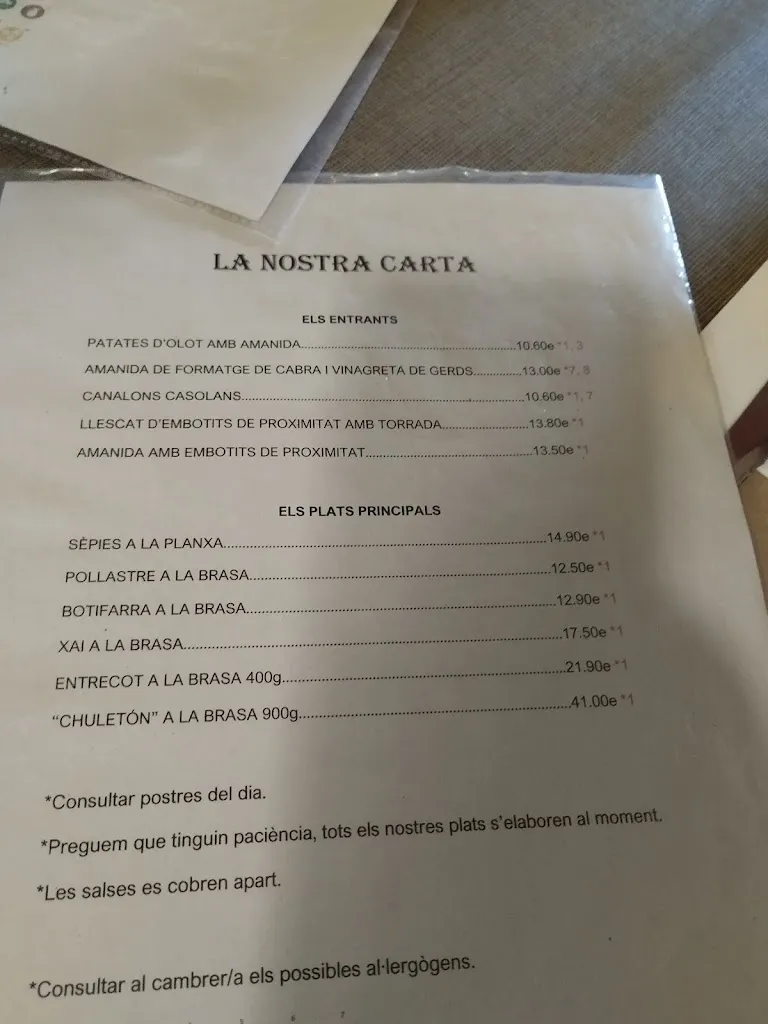 LA NOSTRA CARTA
ELS ENTRANTS
PATATES D'OLOT AMB AMANIDA..........10.60e *1, 3
AMANIDA DE FORMATGE DE CABRA I VINAGRETA DE GERDS..........13.00e *7, 8
CANALONS CASOLANS..........10.60e *1, 7
LLESCAT D'EMBOTITS DE PROXIMITAT AMB TORRADA..........13.80e *1
AMANIDA AMB EMBOTITS DE PROXIMITAT..........13.50e *1
ELS PLATS PRINCIPALS
SÈPIES A LA PLANXA..........14.90e *1
POLLASTRE A LA BRASA..........12.50e *1
BOTIFARRA A LA BRASA..........12.90e *1
XAI A LA BRASA..........17.50e *1
ENTRECOT A LA BRASA 400g..........21.90e *1
“CHULETÓN” A LA BRASA 900g..........41.00e *1
*Consultar postres del dia.
*Preguem que tinguin paciència, tots els nostres plats s'elaboren al moment.
*Les salses es cobren apart.
*Consultar al cambrer/a els possibles al·lergògens.
5 6 7